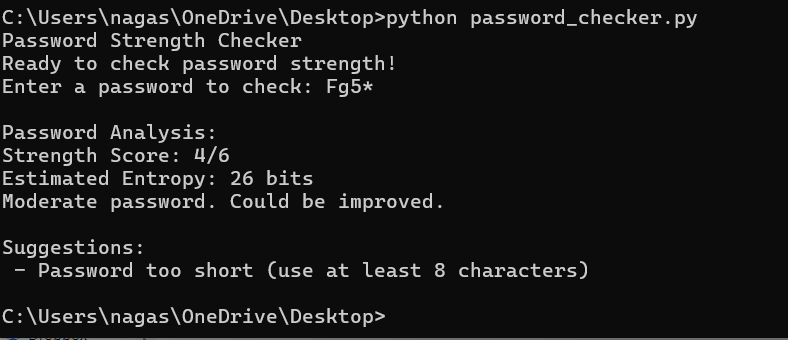 C:\Users\nagas\OneDrive\Desktop>python password_checker.py
Password Strength Checker
Ready to check password strength!
Enter a password to check: Fg5*
Password Analysis:
Strength Score: 4/6
Estimated Entropy: 26 bits
Moderate password. Could be improved.
Suggestions:
 - Password too short (use at least 8 characters)
C:\Users\nagas\OneDrive\Desktop>